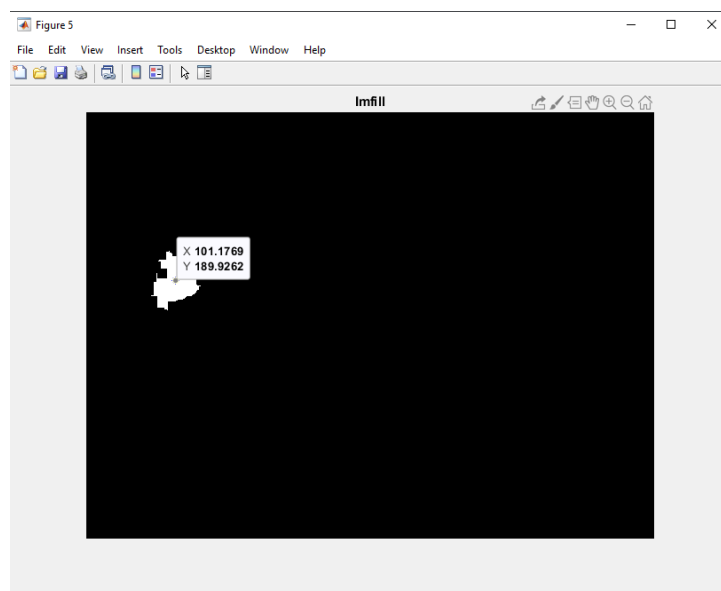 Figure 5
File Edit View Insert Tools Desktop Window Help
Imfill
X 101.1769
Y 189.9262